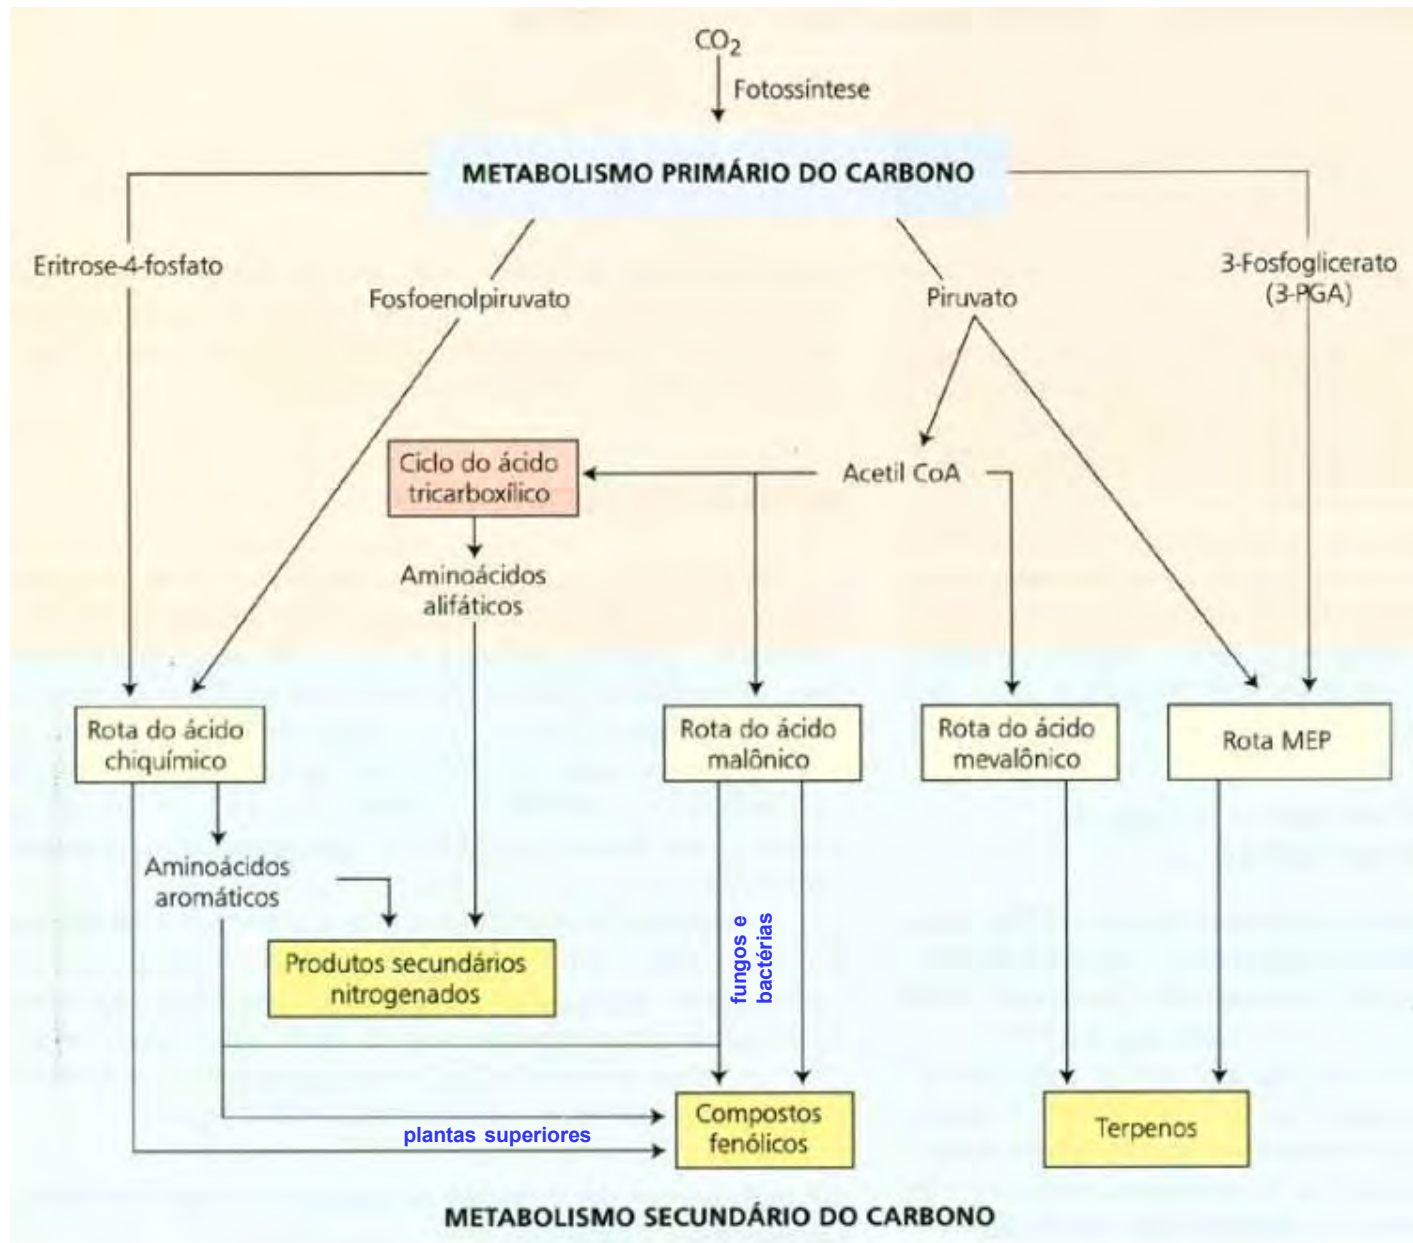 CO2
Fotossíntese
METABOLISMO PRIMÁRIO DO CARBONO
Eritrose-4-fosfato
Fosfoenolpiruvato
Piruvato
3-Fosfoglicerato
(3-PGA)
Ciclo do ácido
tricarboxílico
Acetil CoA
Aminoácidos
alifáticos
Rota do ácido
chiquímico
Rota do ácido
malônico
Rota do ácido
mevalônico
Rota MEP
Aminoácidos
aromáticos
Produtos secundários
nitrogenados
fungos e
bactérias
plantas superiores
Compostos
fenólicos
Terpenos
METABOLISMO SECUNDÁRIO DO CARBONO